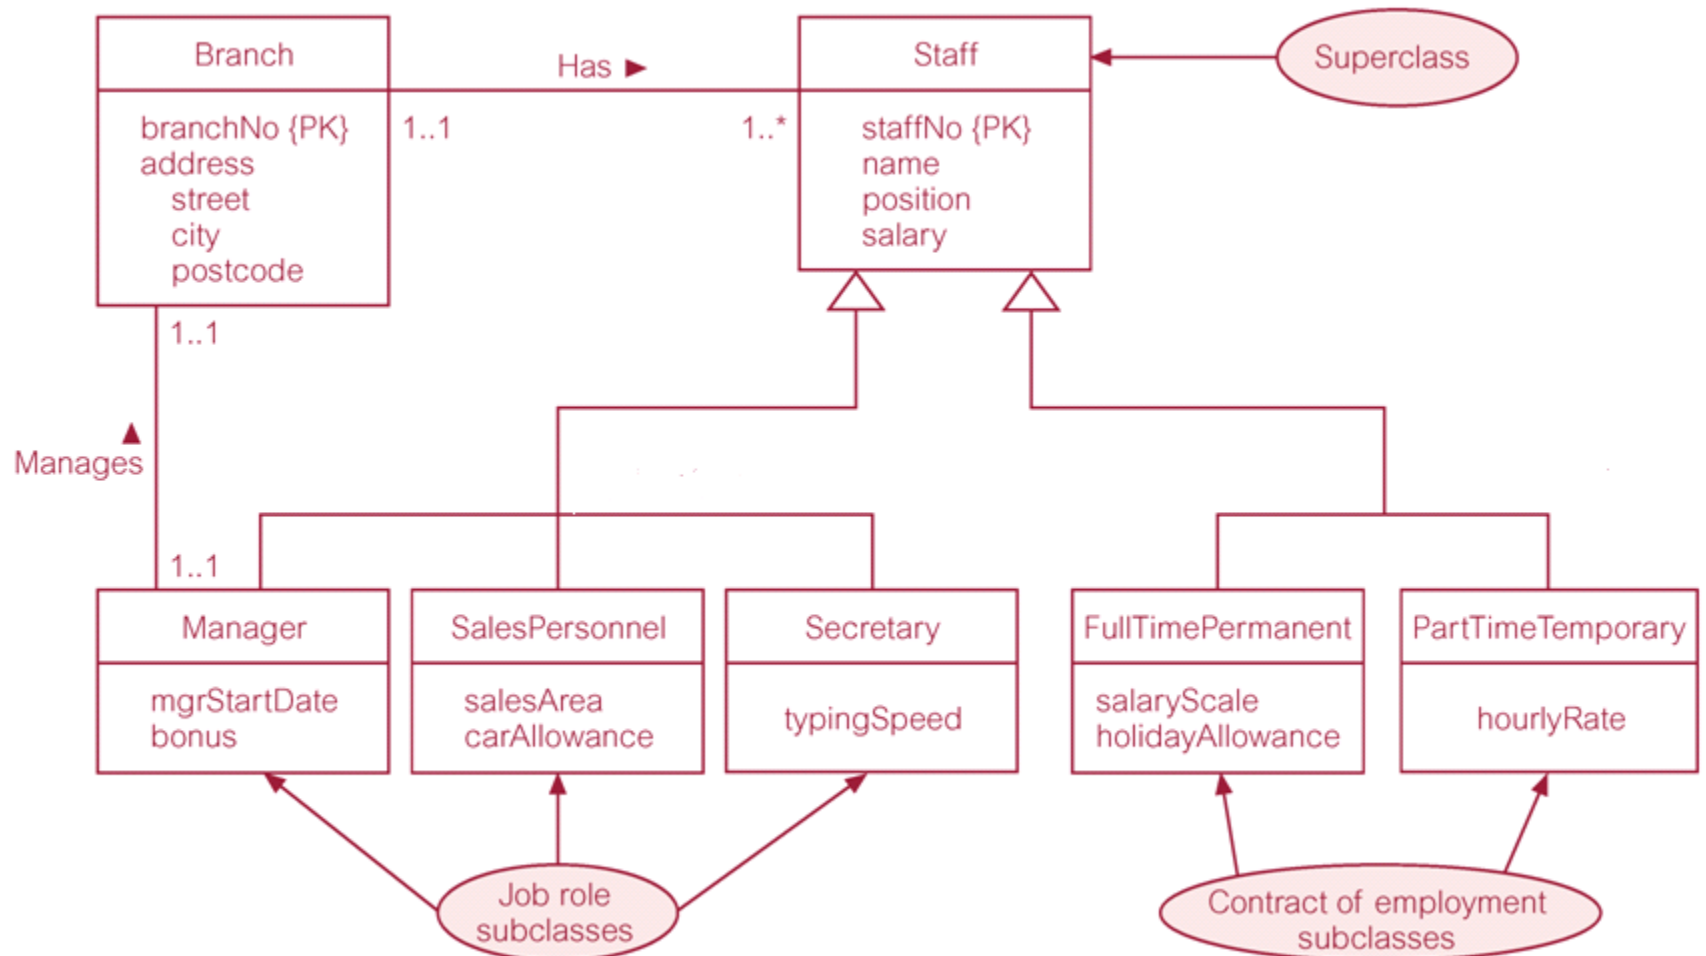 Branch
Has ►
Staff
Superclass
branchNo {PK}
address
street
city
postcode
1..1
1..*
staffNo {PK}
name
position
salary
1..1
Manages
1..1
Manager
mgrStartDate
bonus
SalesPersonnel
salesArea
carAllowance
Secretary
typingSpeed
FullTimePermanent
salaryScale
holidayAllowance
PartTimeTemporary
hourlyRate
Job role
subclasses
Contract of employment
subclasses